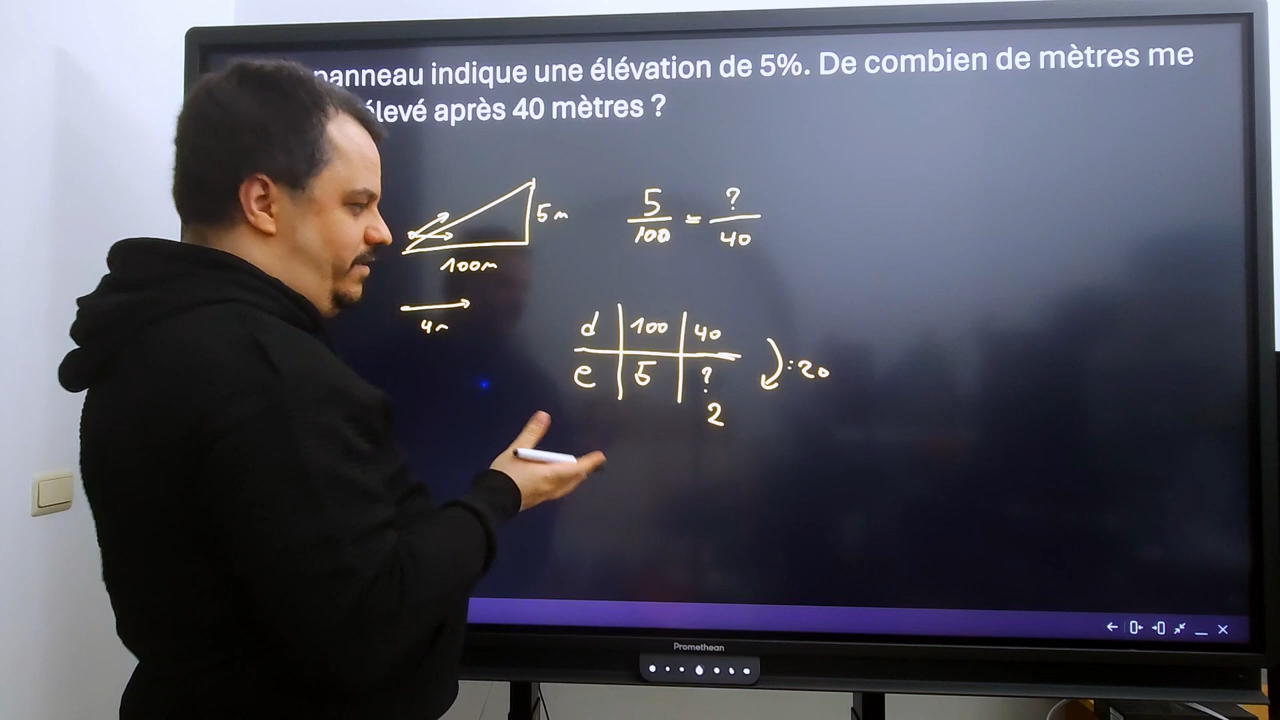 panneau indique une élévation de 5%. De combien de mètres me
élevé après 40 mètres ?
5m
100m
4m
5/100 = ?/40
d | 100 | 40
e | 5 | ?
2
:20
Promethean